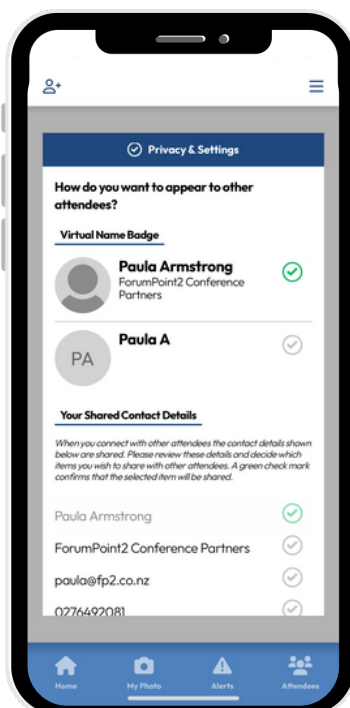 Privacy & Settings
How do you want to appear to other
attendees?
Virtual Name Badge
Paula Armstrong
ForumPoint2 Conference
Partners
PA
Paula A
Your Shared Contact Details
When you connect with other attendees the contact details shown
below are shared. Please review these details and decide which
items you wish to share with other attendees. A green check mark
confirms that the selected item will be shared.
Paula Armstrong
ForumPoint2 Conference Partners
paula@fp2.co.nz
0276492081
Home
My Photo
Alerts
Attendees